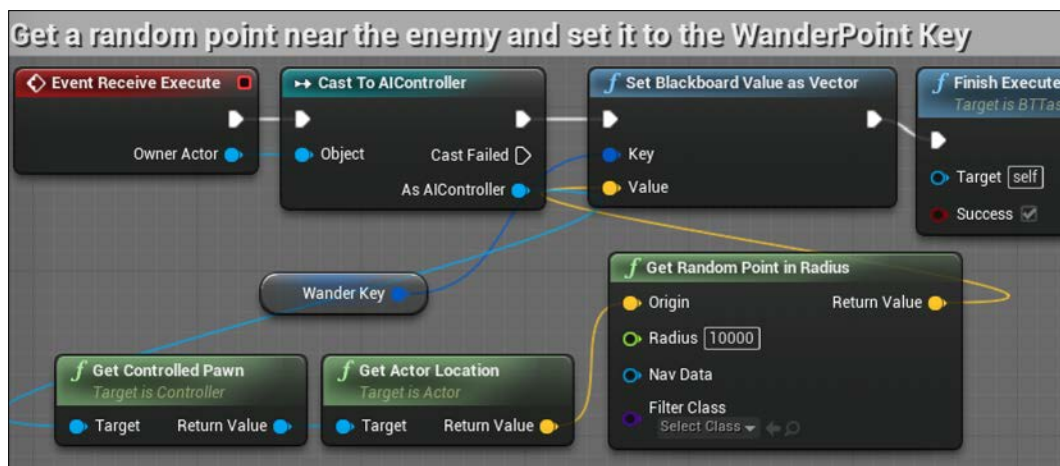 Get a random point near the enemy and set it to the WanderPoint Key
Event Receive Execute
Owner Actor
Cast To AIController
Object
Cast Failed
As AIController
f Set Blackboard Value as Vector
Key
Value
f Finish Execute
Target is BTTas
Target self
Success
Wander Key
f Get Random Point in Radius
Origin Return Value
Radius 10000
Nav Data
Filter Class
Select Class
f Get Controlled Pawn
Target is Controller
Target Return Value
f Get Actor Location
Target is Actor
Target Return Value